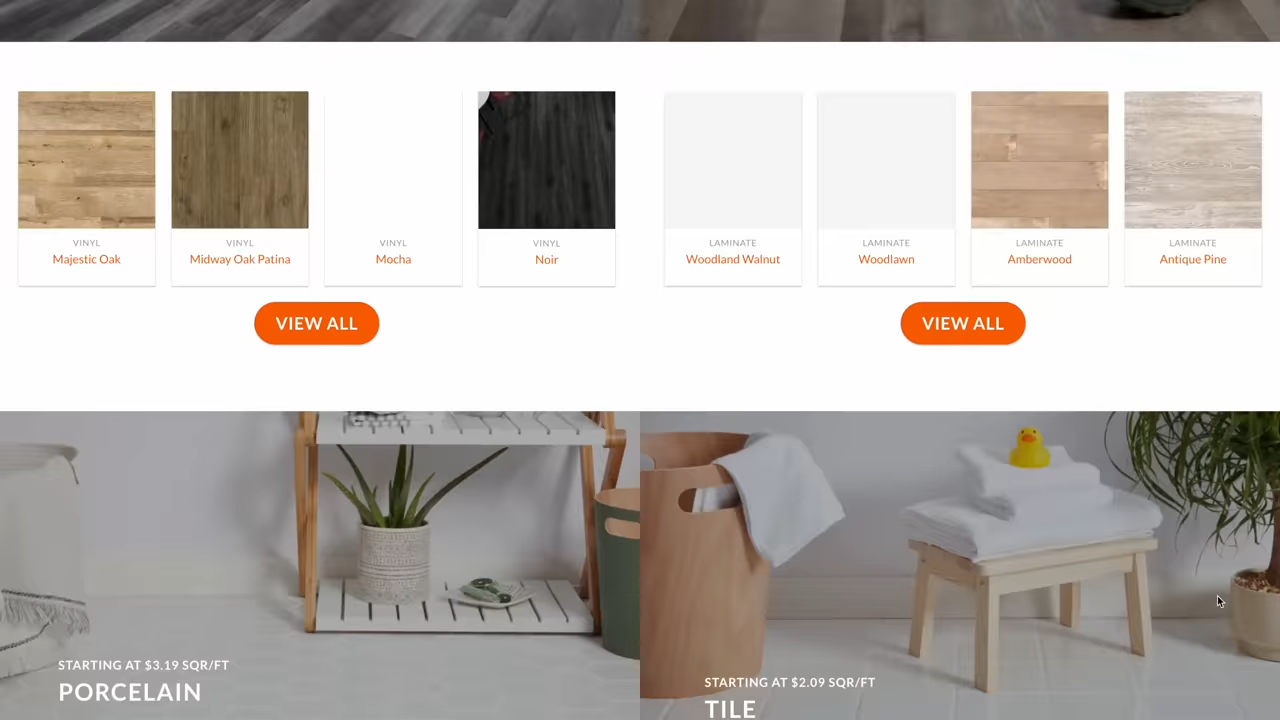 VINYL
Majestic Oak
VINYL
Midway Oak Patina
VINYL
Mocha
VINYL
Noir
VIEW ALL
LAMINATE
Woodland Walnut
LAMINATE
Woodlawn
LAMINATE
Amberwood
LAMINATE
Antique Pine
VIEW ALL
STARTING AT $3.19 SQR/FT
PORCELAIN
STARTING AT $2.09 SQR/FT
TILE